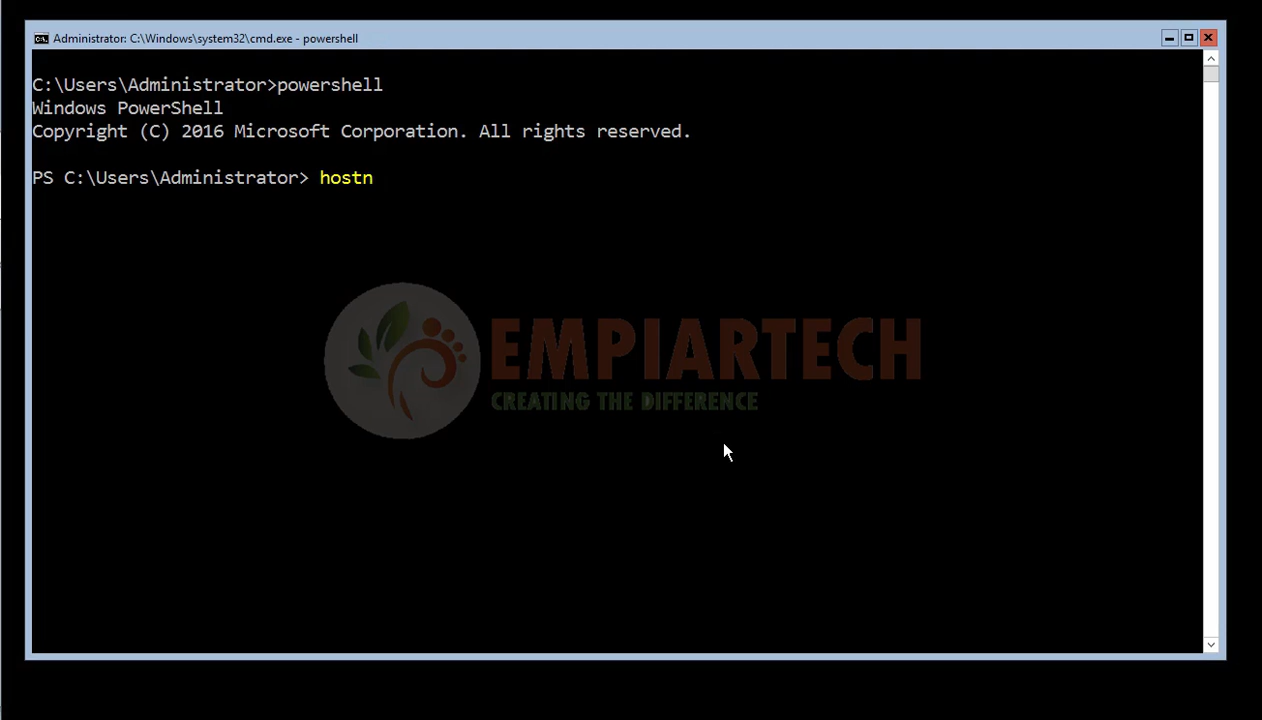 Administrator: C:\Windows\system32\cmd.exe - powershell
C:\Users\Administrator>powershell
Windows PowerShell
Copyright (C) 2016 Microsoft Corporation. All rights reserved.
PS C:\Users\Administrator> hostn
EMPIARTECH
CREATING THE DIFFERENCE